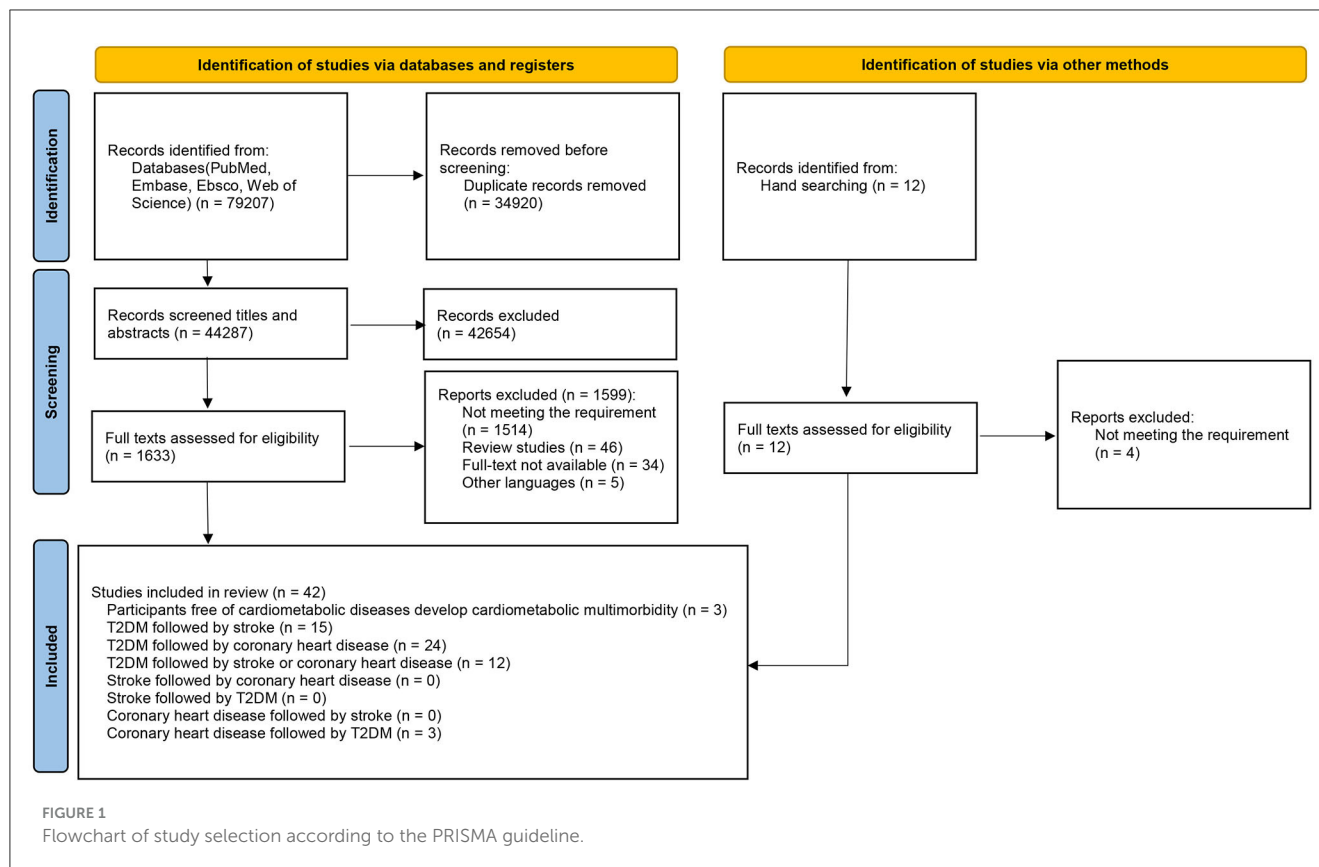 Identification of studies via databases and registers
Identification of studies via other methods
Identification
Records identified from:
Databases(PubMed,
Embase, Ebsco, Web of
Science) (n = 79207)
Records removed before
screening:
Duplicate records removed
(n = 34920)
Records identified from:
Hand searching (n = 12)
Screening
Records screened titles and
abstracts (n = 44287)
Records excluded
(n = 42654)
Full texts assessed for eligibility
(n = 1633)
Reports excluded (n = 1599):
Not meeting the requirement
(n = 1514)
Review studies (n = 46)
Full-text not available (n = 34)
Other languages (n = 5)
Full texts assessed for eligibility
(n = 12)
Reports excluded:
Not meeting the requirement
(n = 4)
Included
Studies included in review (n = 42)
Participants free of cardiometabolic diseases develop cardiometabolic multimorbidity (n = 3)
T2DM followed by stroke (n = 15)
T2DM followed by coronary heart disease (n = 24)
T2DM followed by stroke or coronary heart disease (n = 12)
Stroke followed by coronary heart disease (n = 0)
Stroke followed by T2DM (n = 0)
Coronary heart disease followed by stroke (n = 0)
Coronary heart disease followed by T2DM (n = 3)
FIGURE 1
Flowchart of study selection according to the PRISMA guideline.